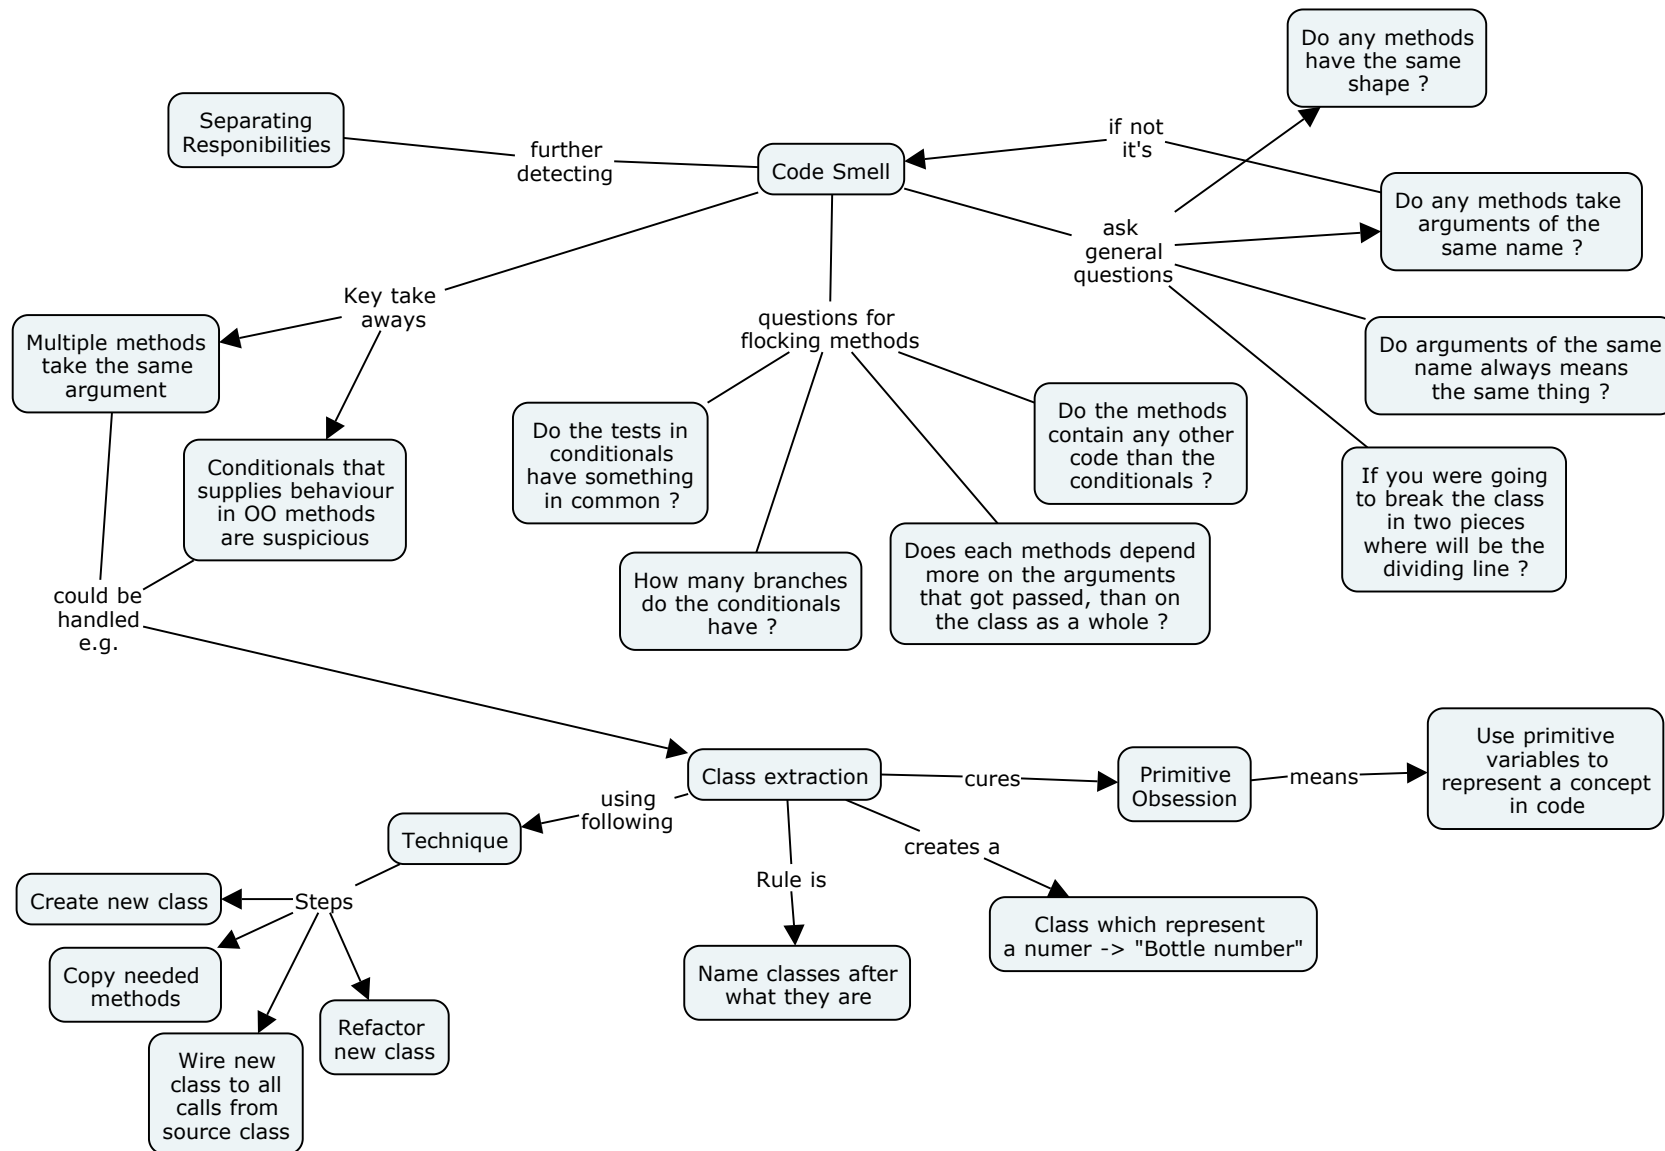 Do any methods
have the same
shape ?
Separating
Responibilities
further
detecting
Code Smell
if not
it's
Do any methods take
arguments of the
same name ?
ask
general
questions
Key take
aways
Multiple methods
take the same
argument
questions for
flocking methods
Do arguments of the same
name always means
the same thing ?
Conditionals that
supplies behaviour
in OO methods
are suspicious
Do the tests in
conditionals
have something
in common ?
Do the methods
contain any other
code than the
conditionals ?
If you were going
to break the class
in two pieces
where will be the
dividing line ?
could be
handled
e.g.
How many branches
do the conditionals
have ?
Does each methods depend
more on the arguments
that got passed, than on
the class as a whole ?
Class extraction
cures
Primitive
Obsession
means
Use primitive
variables to
represent a concept
in code
using
following
Technique
creates a
Rule is
Create new class
Steps
Class which represent
a numer -> "Bottle number"
Copy needed
methods
Name classes after
what they are
Refactor
new class
Wire new
class to all
calls from
source class